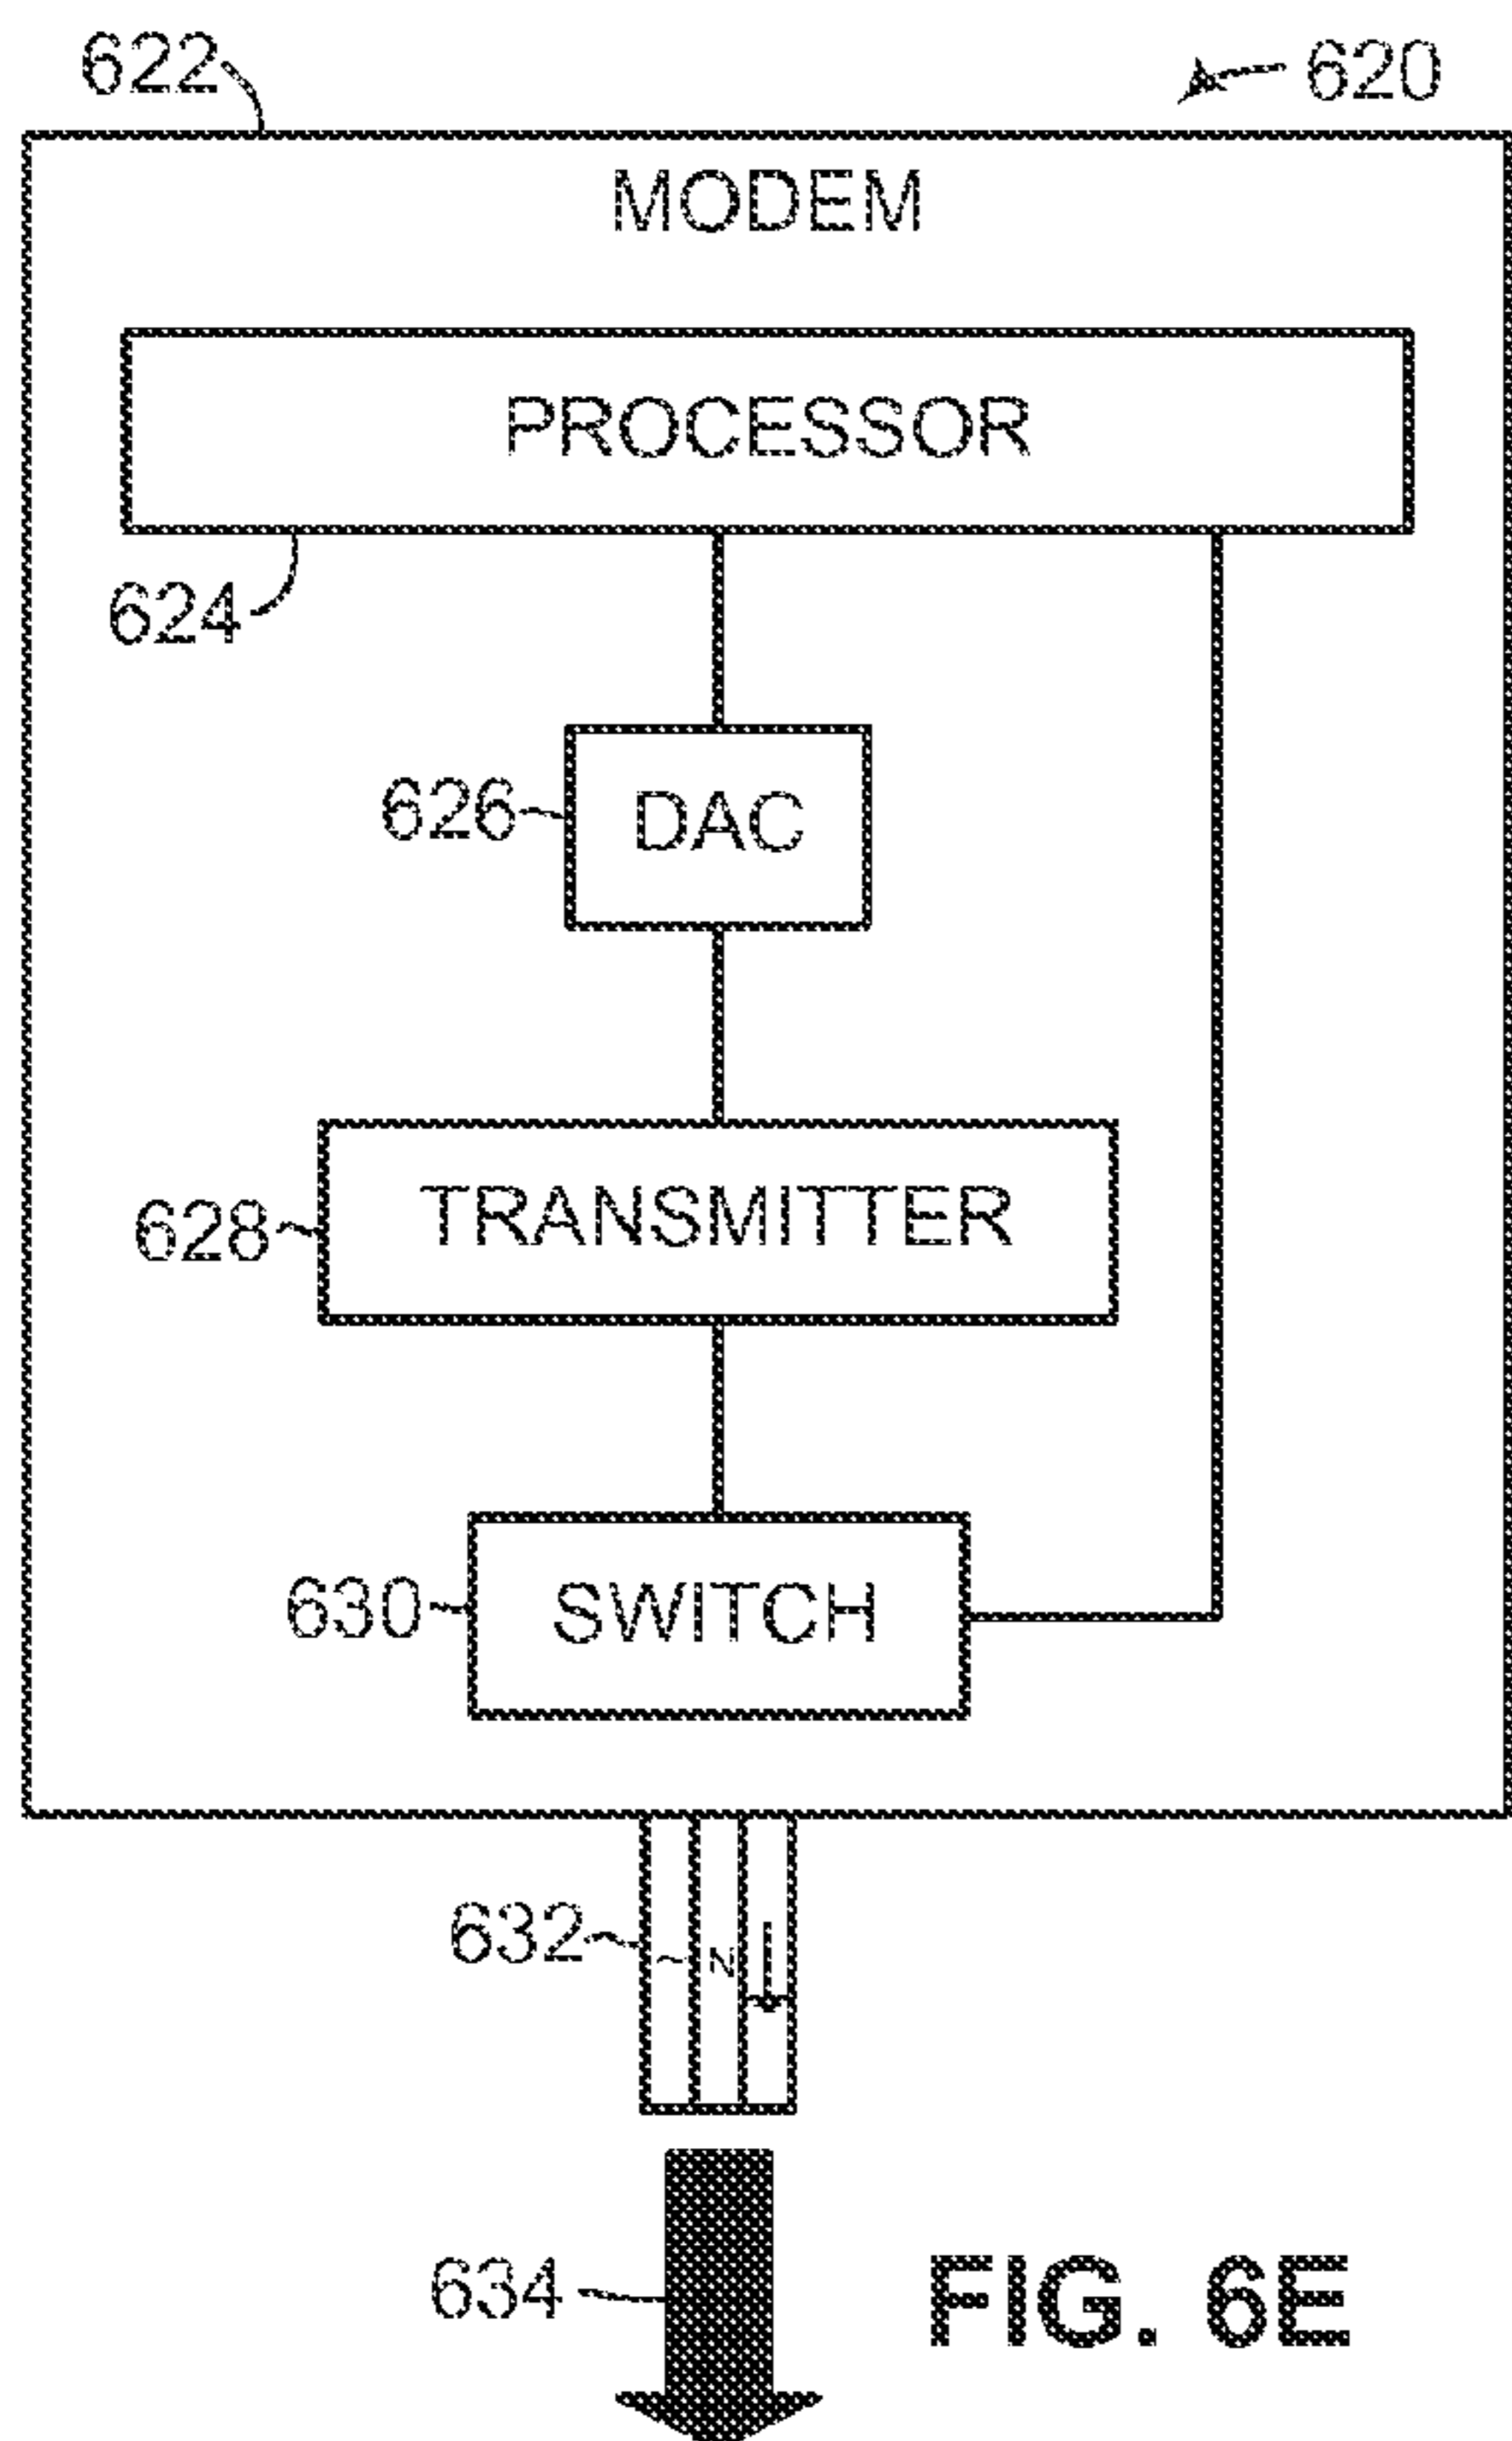 622
620
MODEM
PROCESSOR
624
626
DAC
628
TRANSMITTER
630
SWITCH
632
~ N
634
FIG. 6E